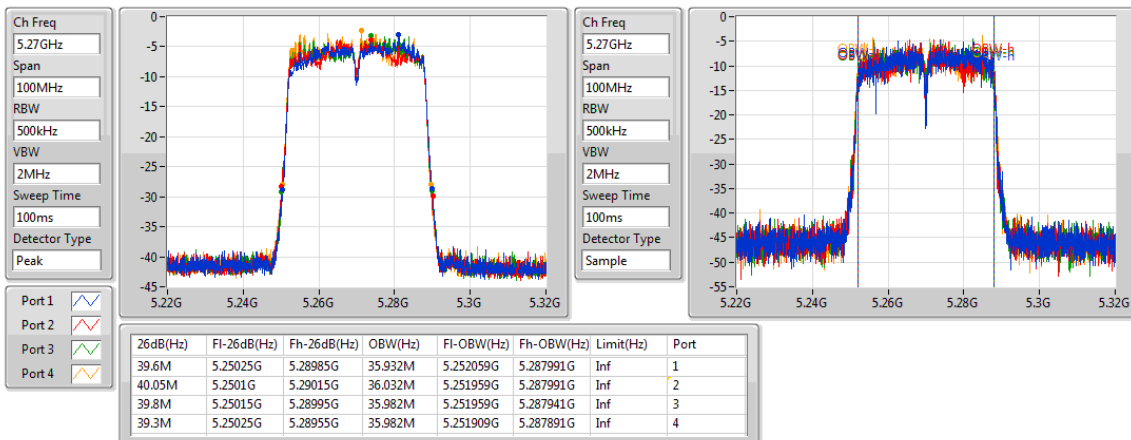 Ch Freq
5.27GHz
Span
100MHz
RBW
500kHz
VBW
2MHz
Sweep Time
100ms
Detector Type
Peak
0
-5
-10
-15
-20
-25
-30
-35
-40
-45
5.22G 5.24G 5.26G 5.28G 5.3G 5.32G
Ch Freq
5.27GHz
Span
100MHz
RBW
500kHz
VBW
2MHz
Sweep Time
100ms
Detector Type
Sample
0
-5
-10
-15
-20
-25
-30
-35
-40
-45
-50
-55
OBW-h
5.22G 5.24G 5.26G 5.28G 5.3G 5.32G
Port 1
Port 2
Port 3
Port 4
26dB(Hz) Fl-26dB(Hz) Fh-26dB(Hz) OBW(Hz) Fl-OBW(Hz) Fh-OBW(Hz) Limit(Hz) Port
39.6M 5.25025G 5.28985G 35.932M 5.252059G 5.287991G Inf 1
40.05M 5.2501G 5.29015G 36.032M 5.251959G 5.287991G Inf 2
39.8M 5.25015G 5.28995G 35.982M 5.251959G 5.287941G Inf 3
39.3M 5.25025G 5.28955G 35.982M 5.251909G 5.287891G Inf 4